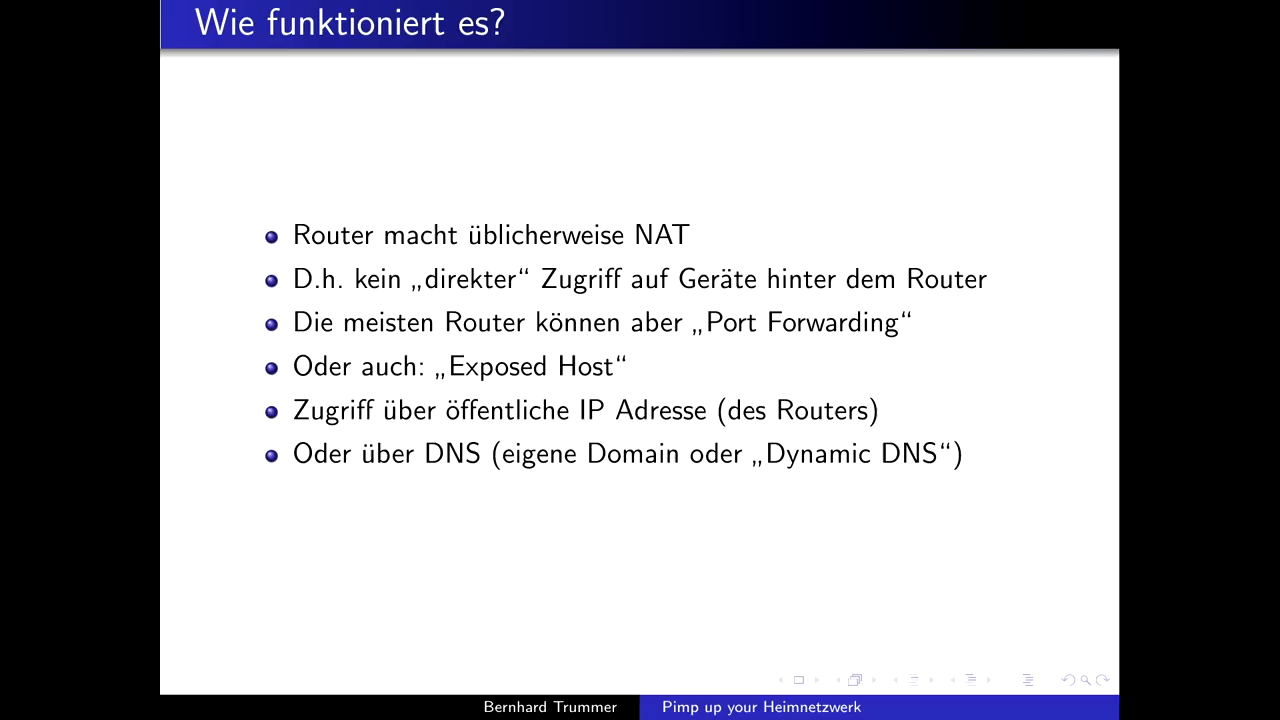 Wie funktioniert es?
Router macht üblicherweise NAT
D.h. kein „direkter“ Zugriff auf Geräte hinter dem Router
Die meisten Router können aber „Port Forwarding“
Oder auch: „Exposed Host“
Zugriff über öffentliche IP Adresse (des Routers)
Oder über DNS (eigene Domain oder „Dynamic DNS“)
Bernhard Trummer
Pimp up your Heimnetzwerk